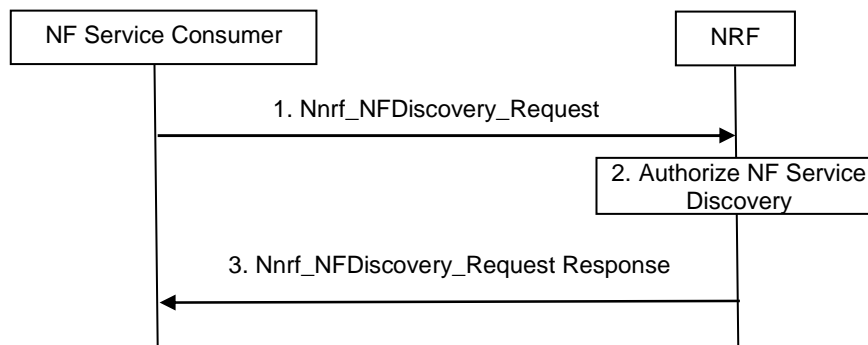 NF Service Consumer
NRF
1. Nnrf_NFDiscovery_Request
2. Authorize NF Service
Discovery
3. Nnrf_NFDiscovery_Request Response